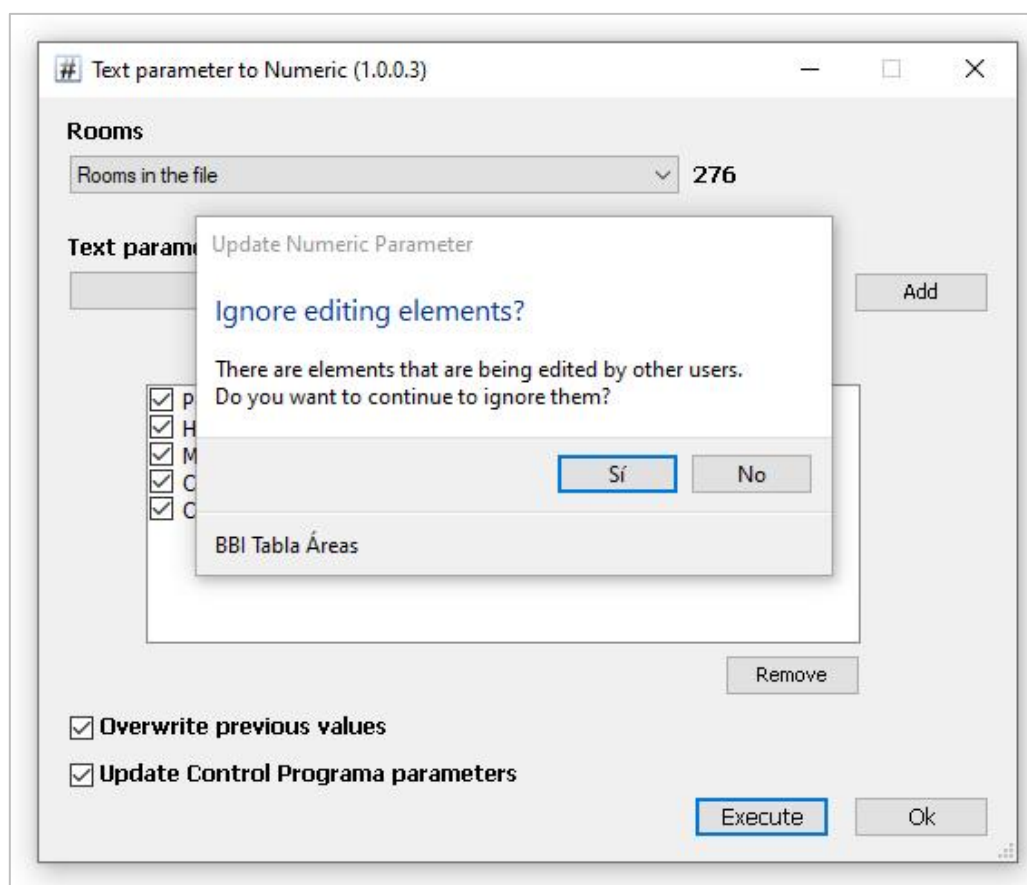 # Text parameter to Numeric (1.0.0.3)
Rooms
Rooms in the file 276
Text param
Update Numeric Parameter
Add
Ignore editing elements?
There are elements that are being edited by other users.
Do you want to continue to ignore them?
P
H
M
C
C
Sí No
BBI Tabla Áreas
Remove
Overwrite previous values
Update Control Programa parameters
Execute Ok